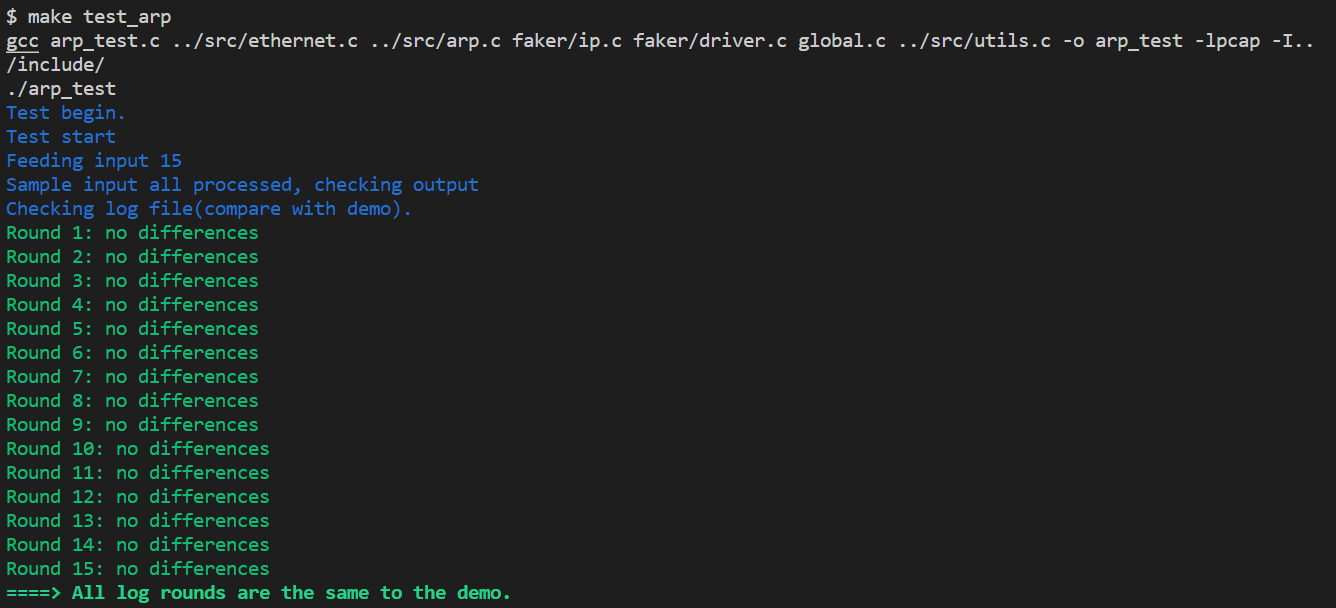 $ make test_arp
gcc arp_test.c ../src/ethernet.c ../src/arp.c faker/ip.c faker/driver.c global.c ../src/utils.c -o arp_test -lpcap -I..
/include/
./arp_test
Test begin.
Test start
Feeding input 15
Sample input all processed, checking output
Checking log file(compare with demo).
Round 1: no differences
Round 2: no differences
Round 3: no differences
Round 4: no differences
Round 5: no differences
Round 6: no differences
Round 7: no differences
Round 8: no differences
Round 9: no differences
Round 10: no differences
Round 11: no differences
Round 12: no differences
Round 13: no differences
Round 14: no differences
Round 15: no differences
====> All log rounds are the same to the demo.